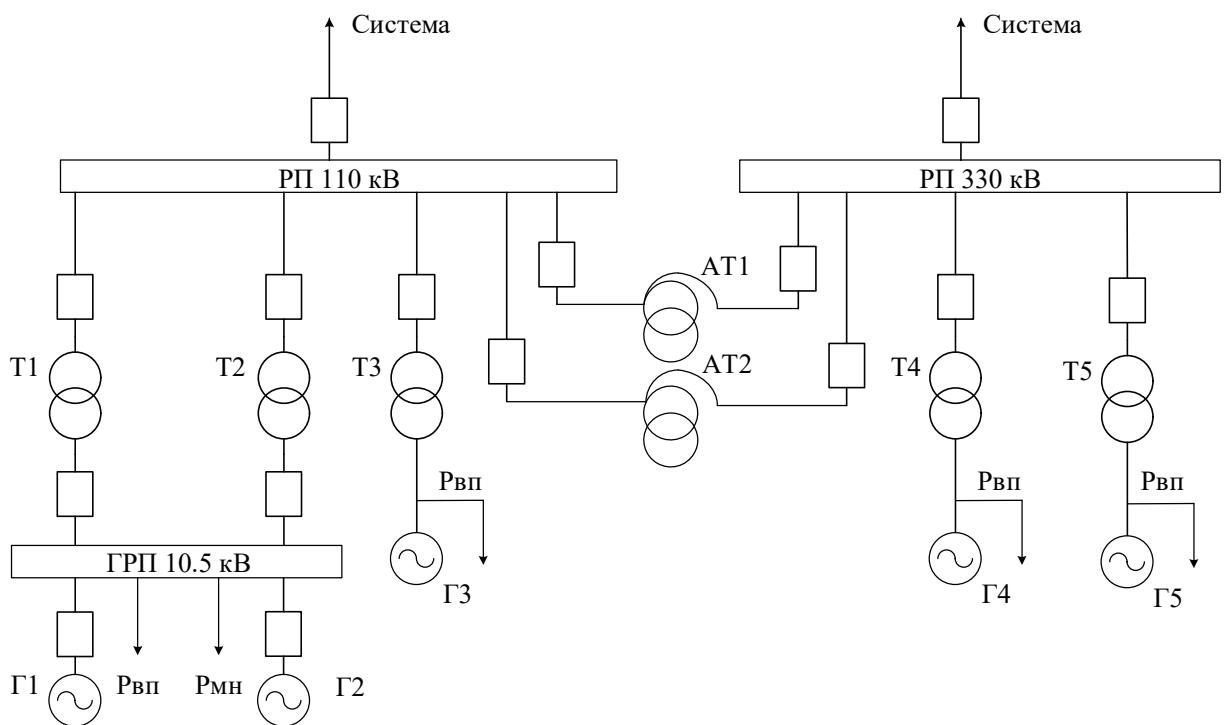 Система
Система
РП 110 кВ
РП 330 кВ
АТ1
Т1
Т2
Т3
АТ2
Т4
Т5
Рвп
Рвп
Рвп
ГРП 10.5 кВ
Г3
Г4
Г5
Г1
Рвп
Рмн
Г2